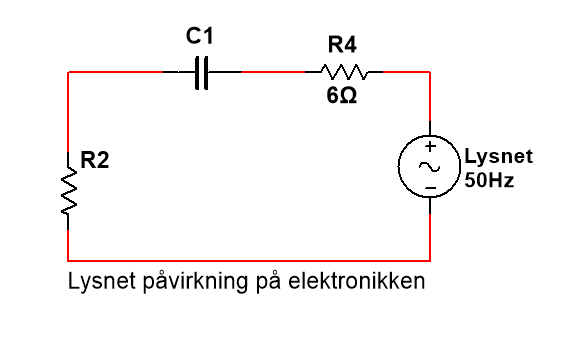 C1
R4
6Ω
R2
Lysnet
50Hz
Lysnet påvirkning på elektronikken